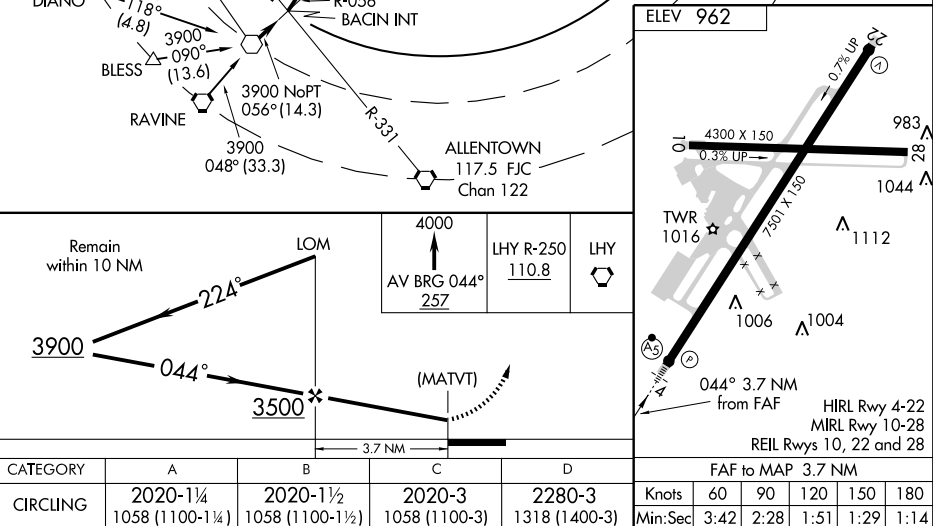 DIANO
118°
(4.8)
R-056
BACIN INT
3900
090°
(13.6)
BLESS
RAVINE
3900 NoPT
056° (14.3)
3900
048° (33.3)
R-331
ALLENTOWN
117.5 FJC
Chan 122
ELEV 962
22
0.7% UP
V
4300 X 150
0.3% UP
10
28
983
1044
7501 X 150
TWR
1016
1112
1006
1004
A5
P
4
044° 3.7 NM
from FAF
HIRL Rwy 4-22
MIRL Rwy 10-28
REIL Rwys 10, 22 and 28
Remain
within 10 NM
LOM
224°
3900
044°
3500
(MATVT)
3.7 NM
4000
AV BRG 044°
257
LHY R-250
110.8
LHY
CATEGORY A B C D
CIRCLING 2020-1¼ 2020-1½ 2020-3 2280-3
1058 (1100-1¼) 1058 (1100-1½) 1058 (1100-3) 1318 (1400-3)
FAF to MAP 3.7 NM
Knots 60 90 120 150 180
Min:Sec 3:42 2:28 1:51 1:29 1:14